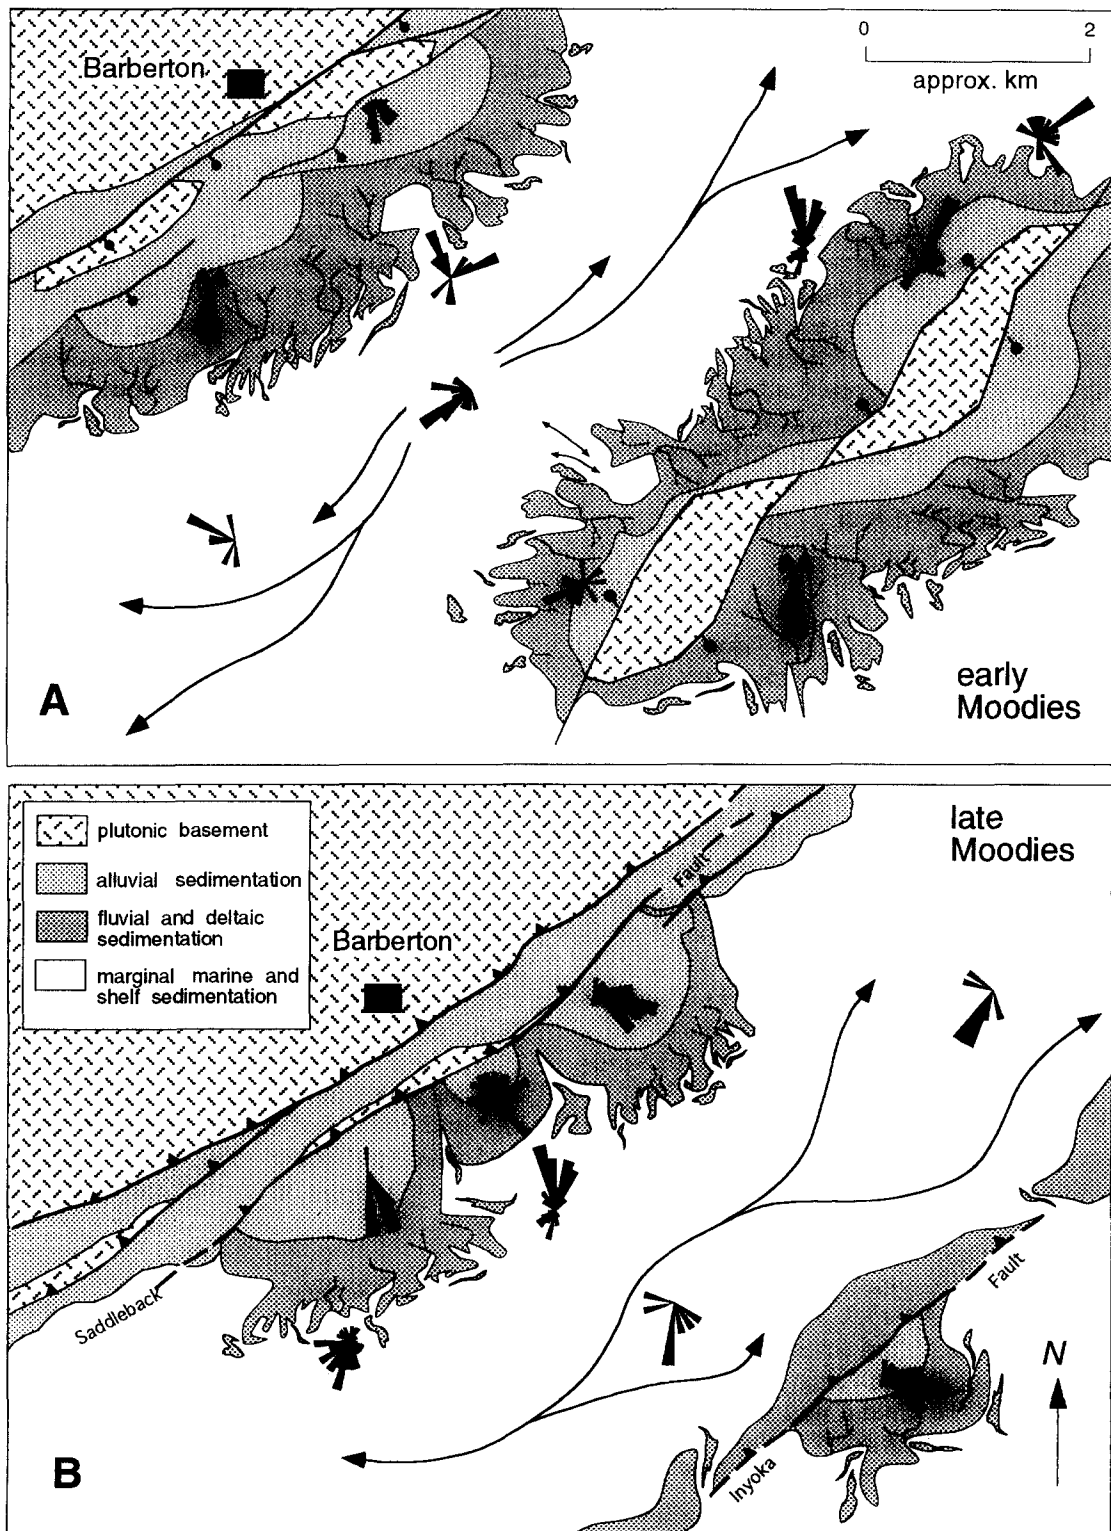 0 2
approx. km
Barberton
A
early
Moodies
late
Moodies
plutonic basement
alluvial sedimentation
fluvial and deltaic
sedimentation
marginal marine and
shelf sedimentation
Fault
Barberton
Saddleback
Fault
Inyoka
N
B